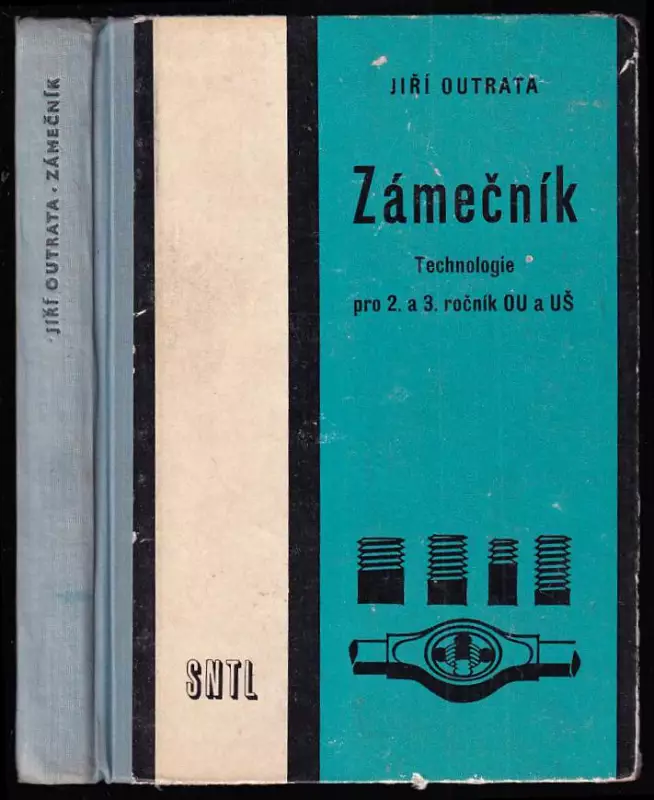 JIŘÍ OUTRATA · ZÁMEČNÍK
JIŘÍ OUTRATA
Zámečník
Technologie
pro 2. a 3. ročník OU a UŠ
SNTL